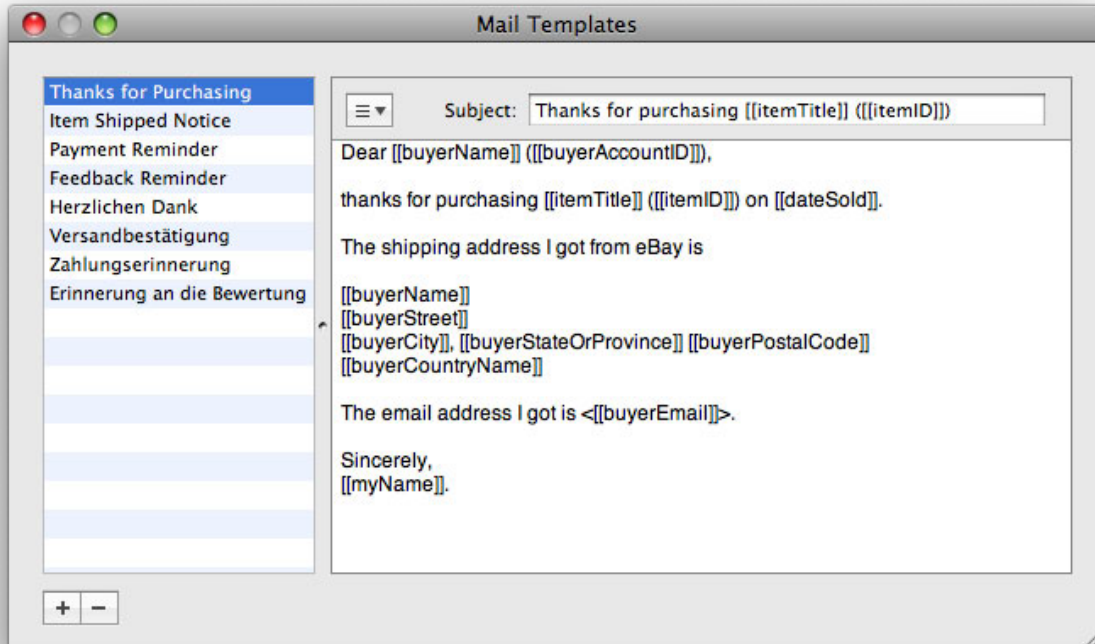 Mail Templates
Thanks for Purchasing
Item Shipped Notice
Payment Reminder
Feedback Reminder
Herzlichen Dank
Versandbestätigung
Zahlungserinnerung
Erinnerung an die Bewertung
Subject: Thanks for purchasing [[itemTitle]] ([[itemID]])
Dear [[buyerName]] ([[buyerAccountID]]),
thanks for purchasing [[itemTitle]] ([[itemID]]) on [[dateSold]].
The shipping address I got from eBay is
[[buyerName]]
[[buyerStreet]]
[[buyerCity]], [[buyerStateOrProvince]] [[buyerPostalCode]]
[[buyerCountryName]]
The email address I got is <[[buyerEmail]]>.
Sincerely,
[[myName]].